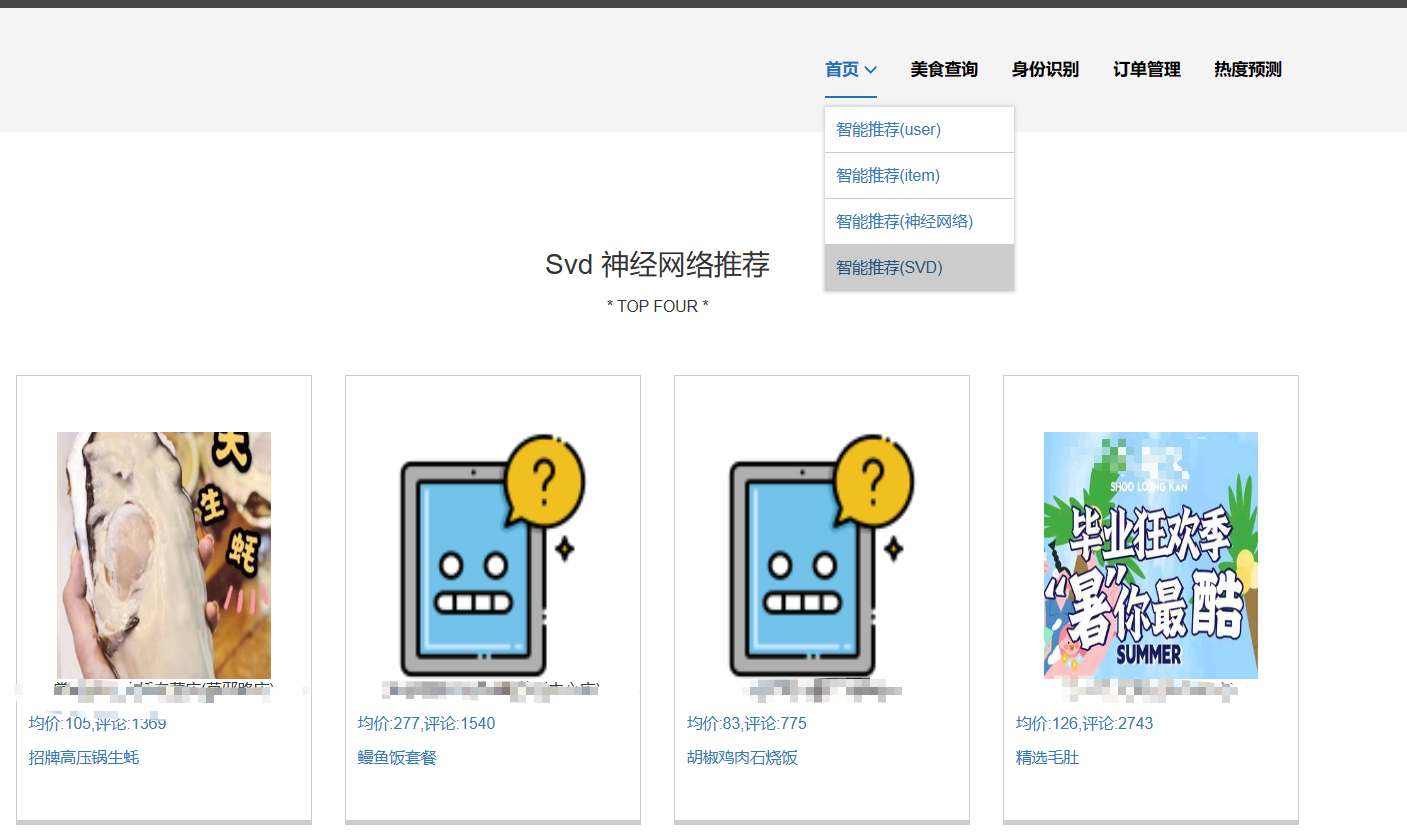 首页 美食查询 身份识别 订单管理 热度预测
智能推荐(user)
智能推荐(item)
智能推荐(神经网络)
智能推荐(SVD)
Svd 神经网络推荐
* TOP FOUR *
生
蚝
?
?
SHOO LOONG KAN
毕业狂欢季
“暑”你最酷
SUMMER
均价:105,评论:1369
招牌高压锅生蚝
均价:277,评论:1540
鳗鱼饭套餐
均价:83,评论:775
胡椒鸡肉石烧饭
均价:126,评论:2743
精选毛肚